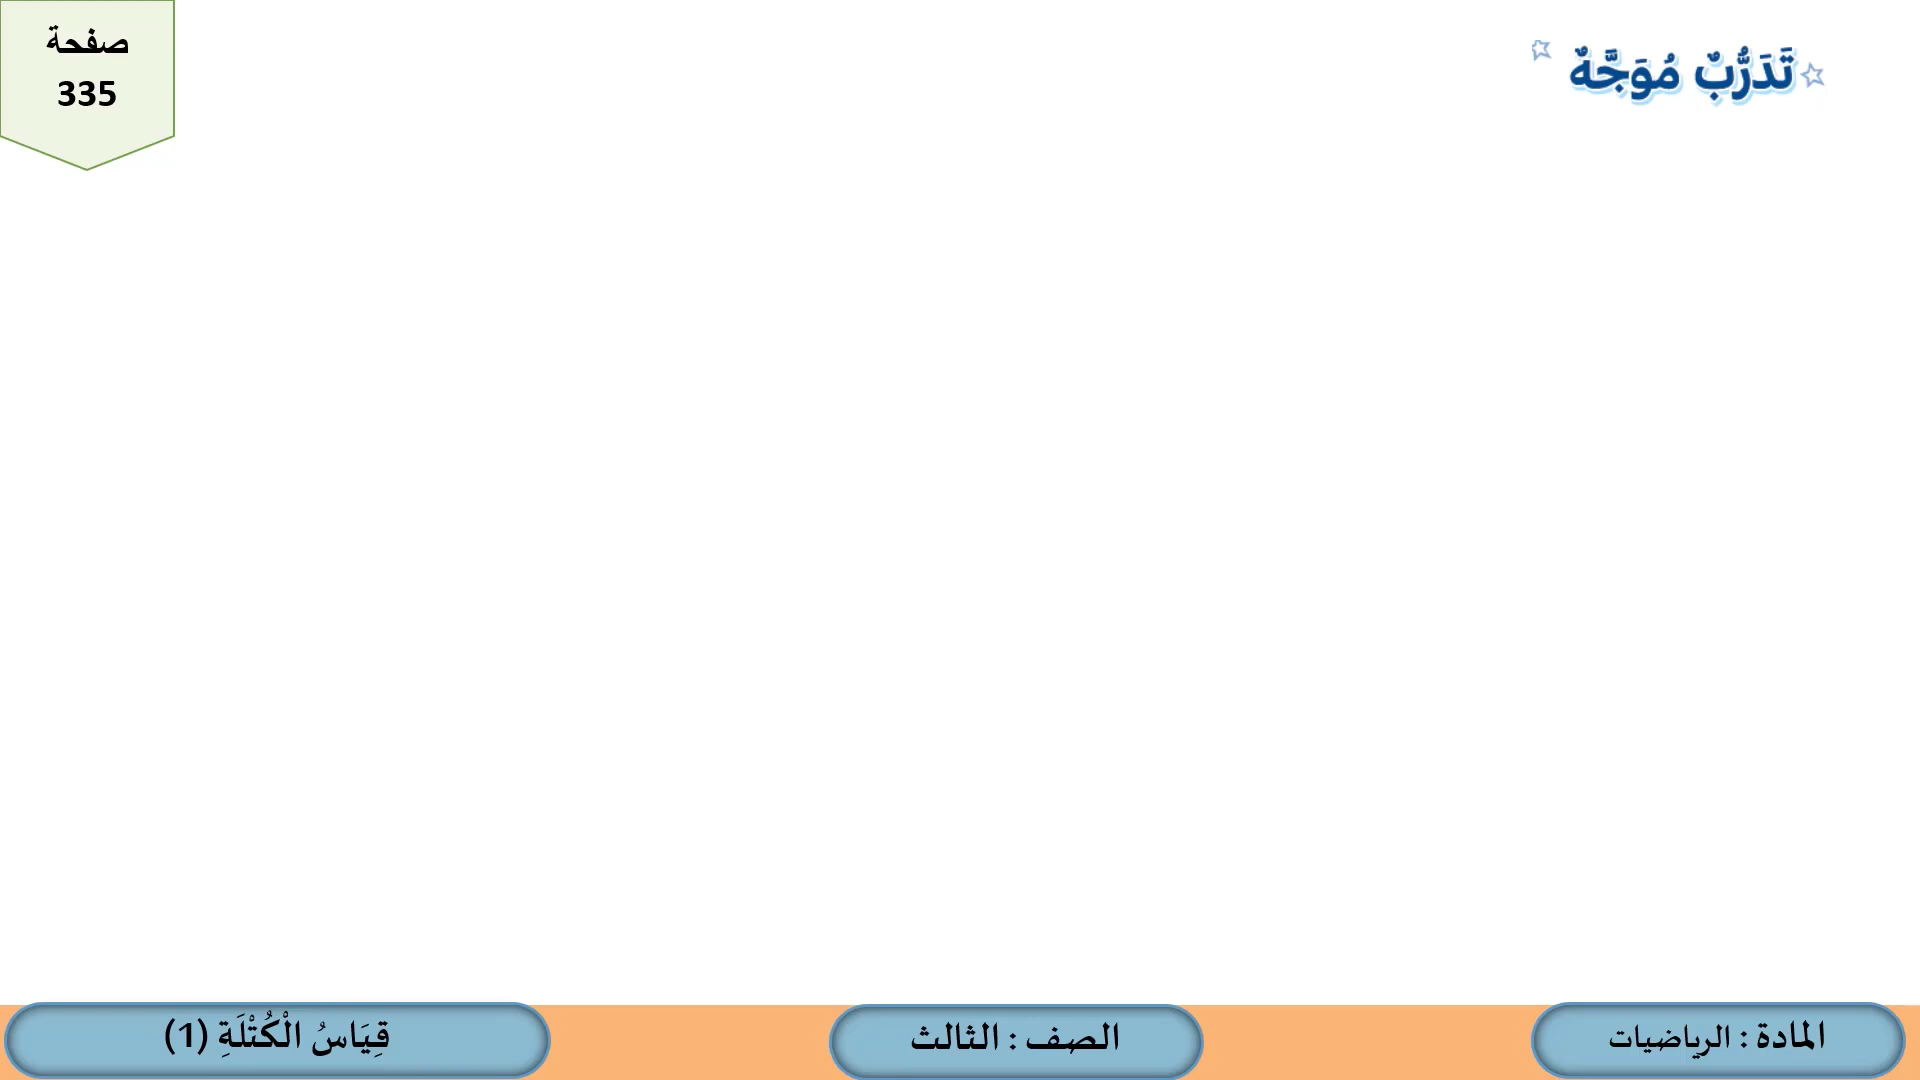 تَدَرُّبٌ مُوَجَّهٌ
صفحة
335
المادة : الرياضيات
الصف : الثالث
قِيَاسُ الْكُتْلَةِ (1)